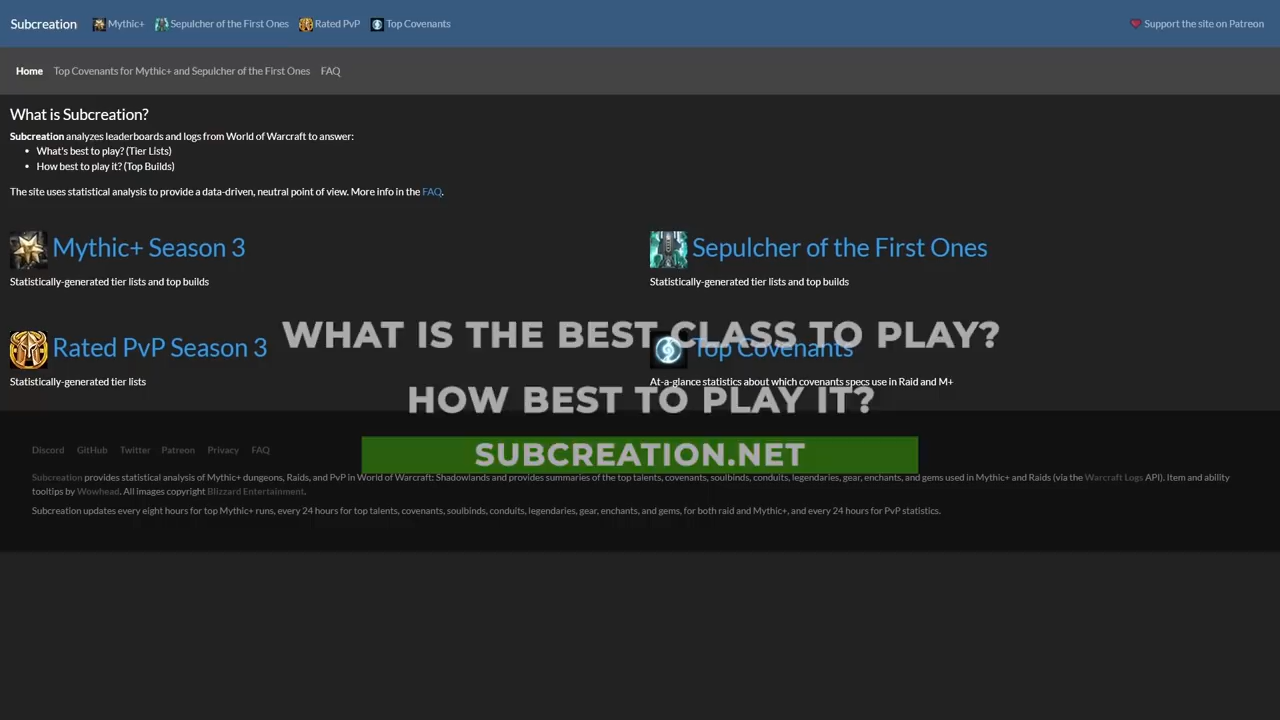 Subcreation Mythic+ Sepulcher of the First Ones Rated PvP Top Covenants Support the site on Patreon
Home Top Covenants for Mythic+ and Sepulcher of the First Ones FAQ
What is Subcreation?
Subcreation analyzes leaderboards and logs from World of Warcraft to answer:
What's best to play? (Tier Lists)
How best to play it? (Top Builds)
The site uses statistical analysis to provide a data-driven, neutral point of view. More info in the FAQ.
Mythic+ Season 3
Statistically-generated tier lists and top builds
Sepulcher of the First Ones
Statistically-generated tier lists and top builds
WHAT IS THE BEST CLASS TO PLAY?
Rated PvP Season 3
Statistically-generated tier lists
Top Covenants
At-a-glance statistics about which covenants specs use in Raid and M+
HOW BEST TO PLAY IT?
SUBCREATION.NET
Discord GitHub Twitter Patreon Privacy FAQ
Subcreation provides statistical analysis of Mythic+ dungeons, Raids, and PvP in World of Warcraft: Shadowlands and provides summaries of the top talents, covenants, soulbinds, conduits, legendaries, gear, enchants, and gems used in Mythic+ and Raids (via the Warcraft Logs API). Item and ability
tooltips by Wowhead. All images copyright Blizzard Entertainment.
Subcreation updates every eight hours for top Mythic+ runs, every 24 hours for top talents, covenants, soulbinds, conduits, legendaries, gear, enchants, and gems, for both raid and Mythic+, and every 24 hours for PvP statistics.